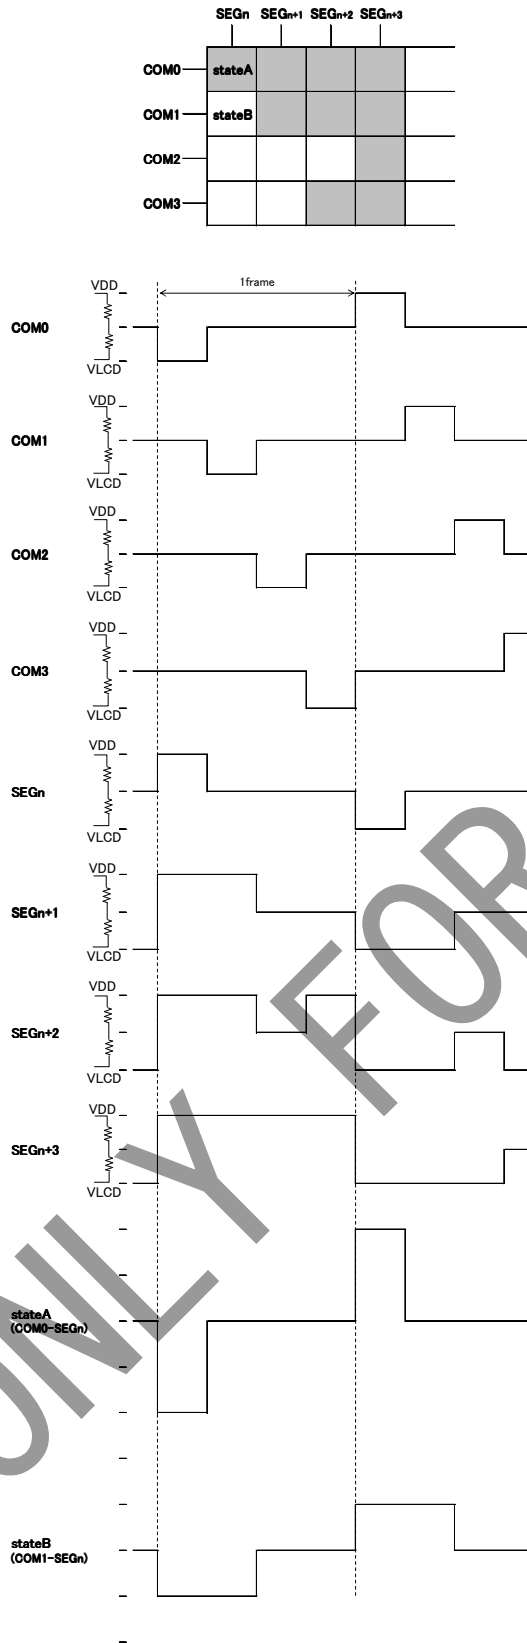 SEGn SEGn+1 SEGn+2 SEGn+3
COM0 stateA
COM1 stateB
COM2
COM3
1frame
VDD
COM0
VLCD
VDD
COM1
VLCD
VDD
COM2
VLCD
VDD
COM3
VLCD
VDD
SEGn
VLCD
VDD
SEGn+1
VLCD
VDD
SEGn+2
VLCD
VDD
SEGn+3
VLCD
stateA
(COM0-SEGn)
stateB
(COM1-SEGn)
ONLY FOR